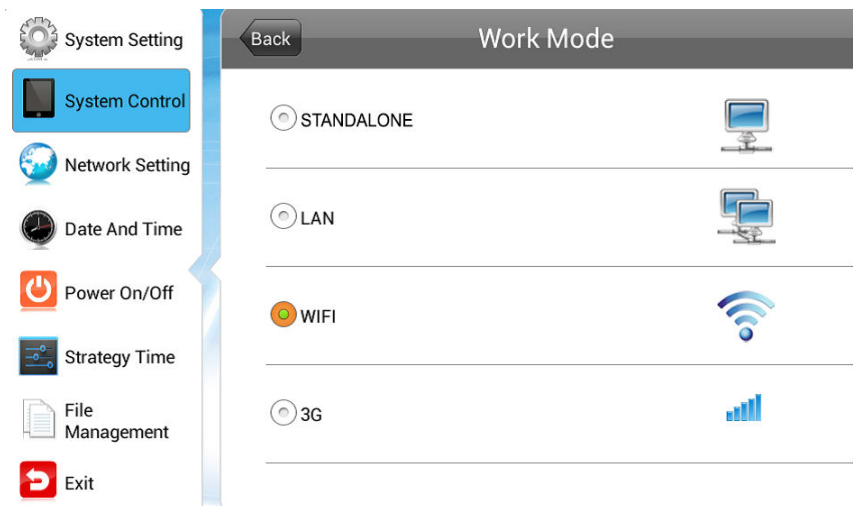 System Setting
System Control
Network Setting
Date And Time
Power On/Off
Strategy Time
File
Management
Exit
Back
Work Mode
STANDALONE
LAN
WIFI
3G